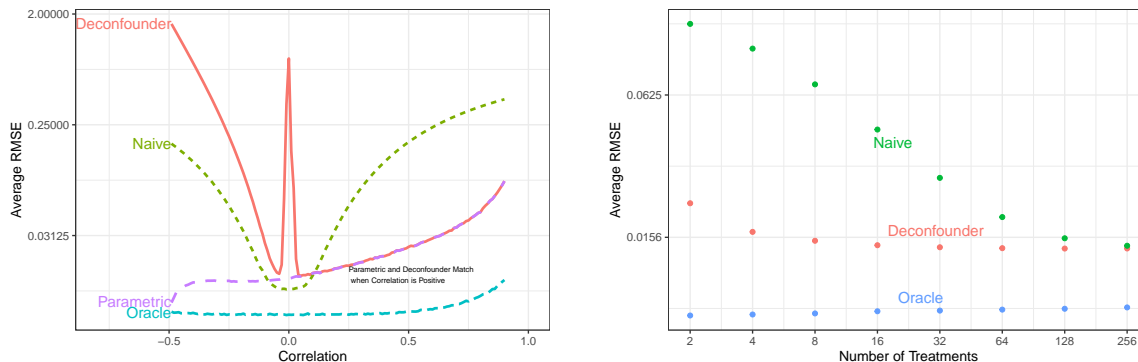 2.00000
Deconfounder
0.25000
Naive
0.03125
Parametric and Deconfounder Match
when Correlation is Positive
Parametric
Oracle
−0.5
0.0
0.5
1.0
Correlation
Average RMSE
0.0625
Naive
Deconfounder
0.0156
Oracle
2
4
8
16
32
64
128
256
Number of Treatments
Average RMSE